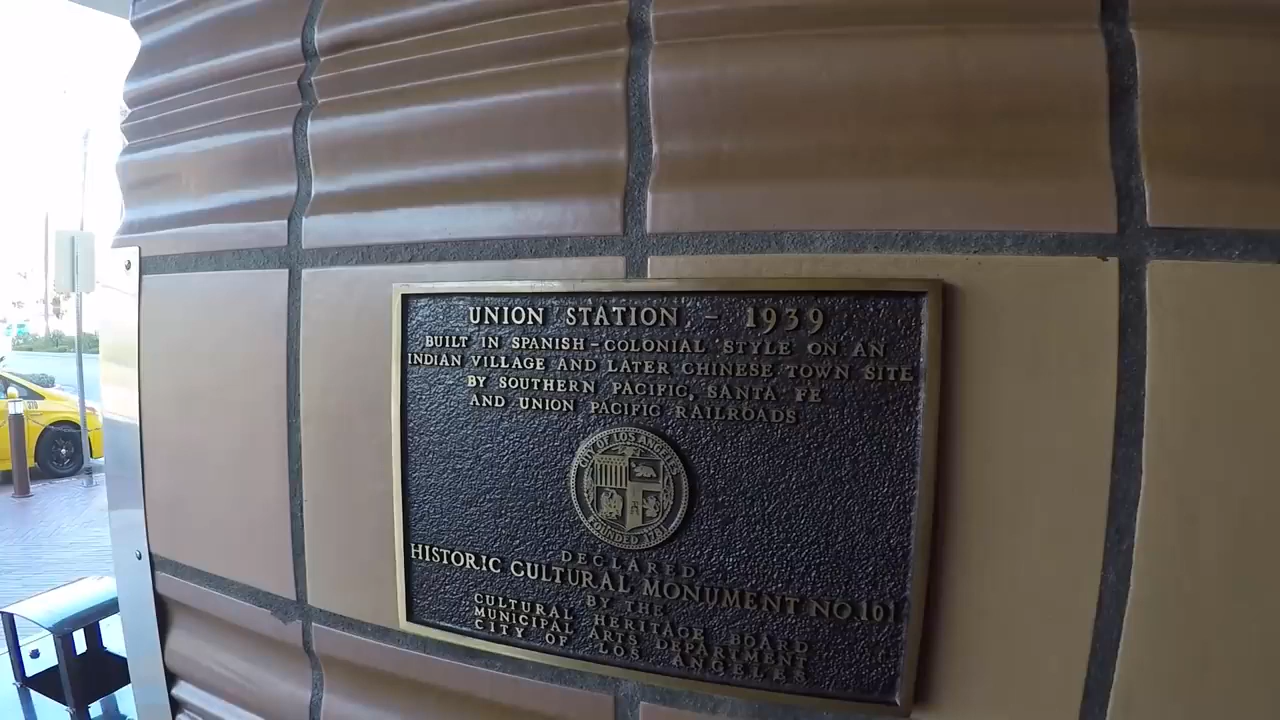 UNION STATION - 1939
BUILT IN SPANISH-COLONIAL STYLE ON AN
INDIAN VILLAGE AND LATER CHINESE TOWN SITE
BY SOUTHERN PACIFIC, SANTA FE
AND UNION PACIFIC RAILROADS
CITY OF LOS ANGELES
FOUNDED 1781
DECLARED
HISTORIC CULTURAL MONUMENT NO. 101
BY THE
CULTURAL HERITAGE BOARD
MUNICIPAL ARTS DEPARTMENT
CITY OF LOS ANGELES